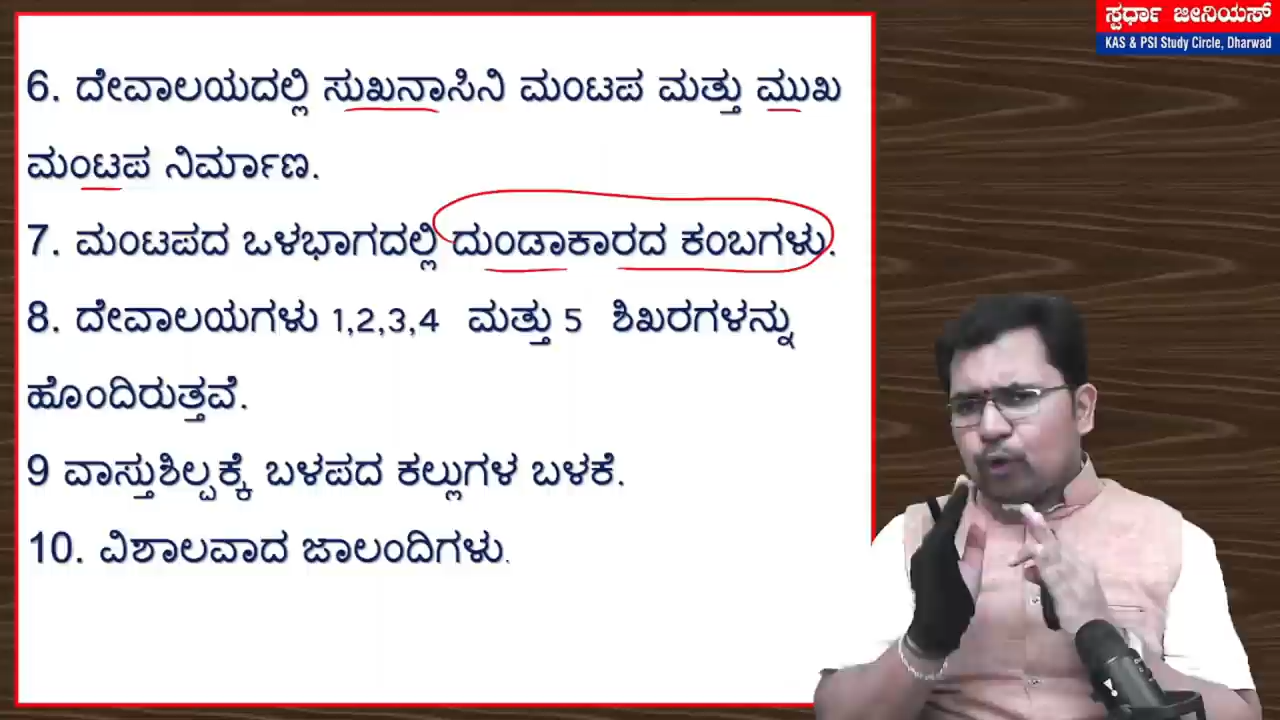 ಸ್ಪರ್ಧಾ ಜೀನಿಯಸ್
KAS & PSI Study Circle, Dharwad
6. ದೇವಾಲಯದಲ್ಲಿ ಸುಖನಾಸಿನಿ ಮಂಟಪ ಮತ್ತು ಮುಖ
ಮಂಟಪ ನಿರ್ಮಾಣ.
7. ಮಂಟಪದ ಒಳಭಾಗದಲ್ಲಿ ದುಂಡಾಕಾರದ ಕಂಬಗಳು.
8. ದೇವಾಲಯಗಳು 1,2,3,4 ಮತ್ತು 5 ಶಿಖರಗಳನ್ನು
ಹೊಂದಿರುತ್ತವೆ.
9 ವಾಸ್ತುಶಿಲ್ಪಕ್ಕೆ ಬಳಪದ ಕಲ್ಲುಗಳ ಬಳಕೆ.
10. ವಿಶಾಲವಾದ ಜಾಲಂದಿಗಳು.